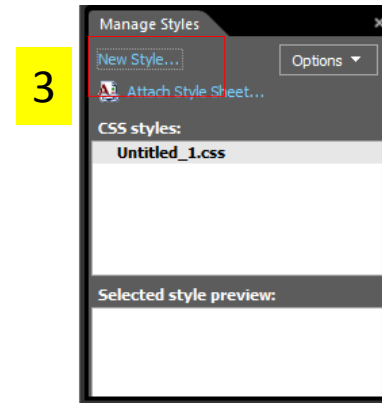 Manage Styles
New Style... Options
3
Attach Style Sheet...
CSS styles:
Untitled_1.css
Selected style preview: